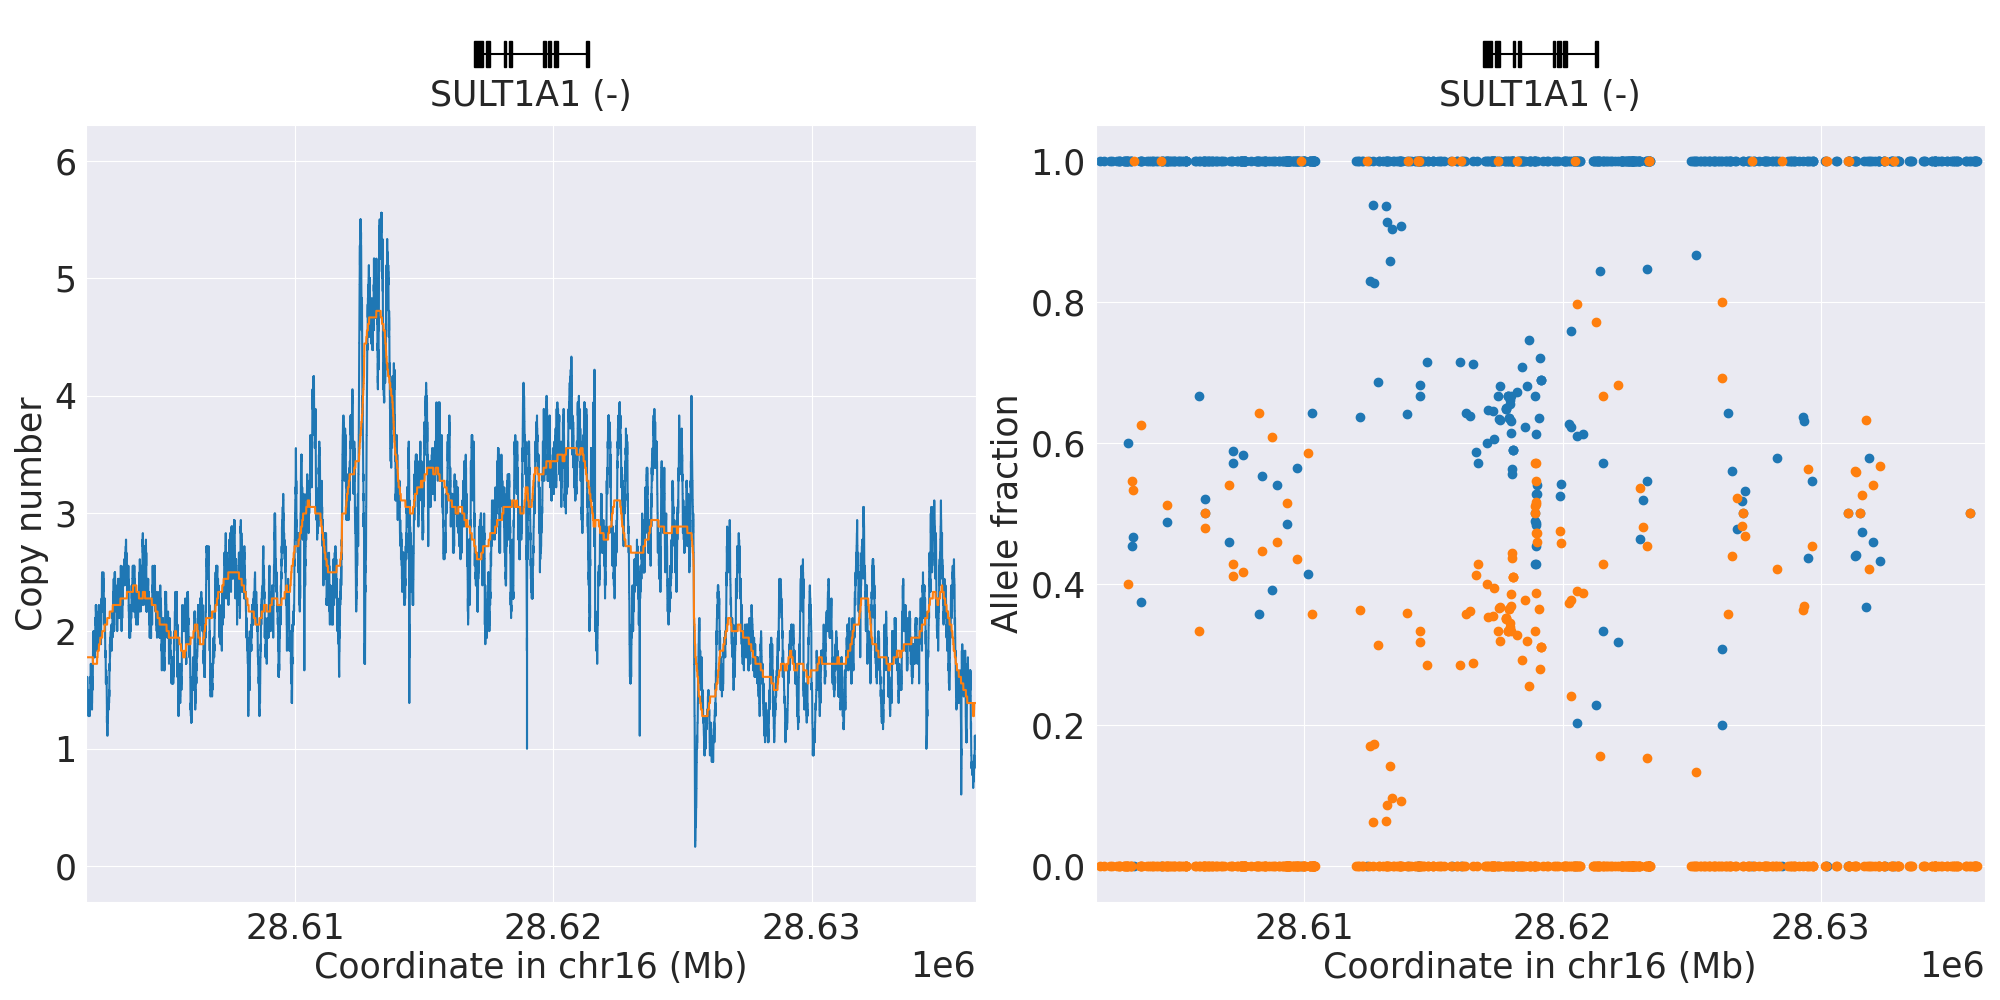 SULT1A1 (-)
6
5
4
3
2
1
0
Copy number
28.61
28.62
28.63
Coordinate in chr16 (Mb)
1e6
SULT1A1 (-)
1.0
0.8
0.6
0.4
0.2
0.0
Allele fraction
28.61
28.62
28.63
Coordinate in chr16 (Mb)
1e6